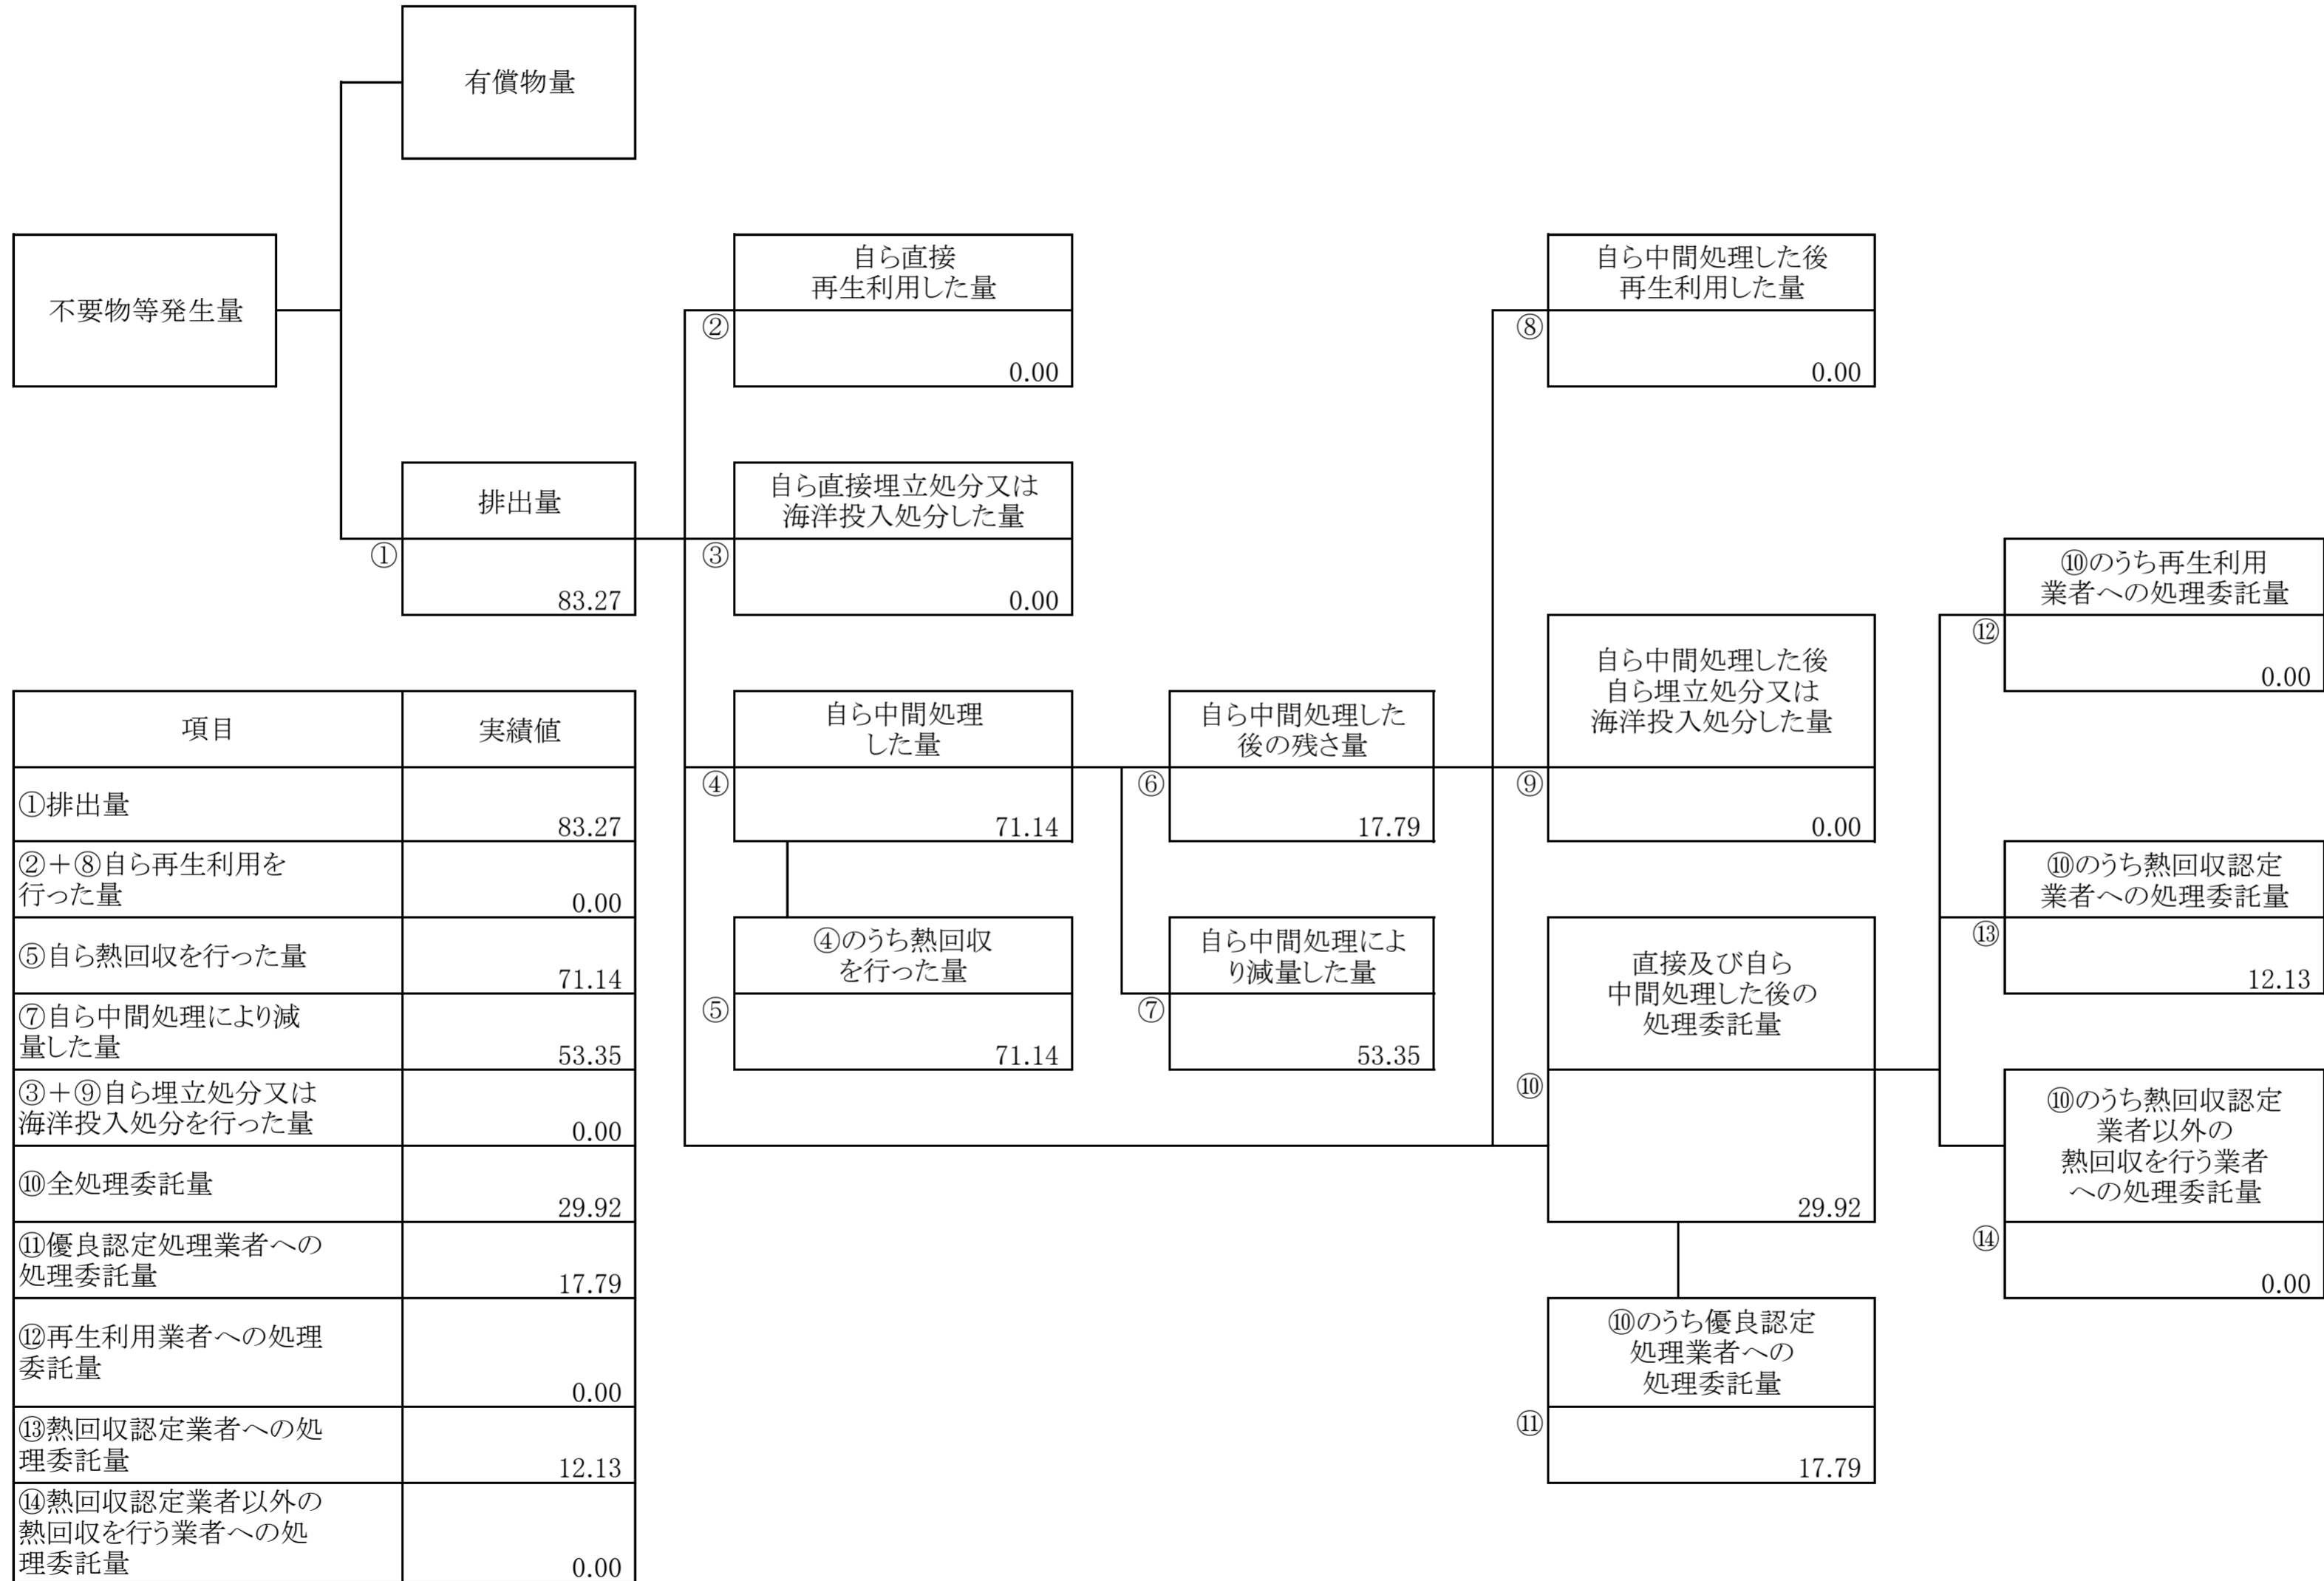 有償物量
不要物等発生量
自ら直接
再生利用した量
②
0.00
自ら中間処理した後
再生利用した量
⑧
0.00
排出量
①
83.27
自ら直接埋立処分又は
海洋投入処分した量
③
0.00
⑩のうち再生利用
業者への処理委託量
⑫
0.00
自ら中間処理
した量
④
71.14
自ら中間処理した
後の残さ量
⑥
17.79
自ら中間処理した後
自ら埋立処分又は
海洋投入処分した量
⑨
0.00
⑩のうち熱回収認定
業者への処理委託量
⑬
12.13
④のうち熱回収
を行った量
⑤
71.14
自ら中間処理によ
り減量した量
⑦
53.35
直接及び自ら
中間処理した後の
処理委託量
⑩
29.92
⑩のうち熱回収認定
業者以外の
熱回収を行う業者
への処理委託量
⑭
0.00
⑩のうち優良認定
処理業者への
処理委託量
⑪
17.79
項目 実績値
①排出量
83.27
②＋⑧自ら再生利用を
行った量
0.00
⑤自ら熱回収を行った量
71.14
⑦自ら中間処理により減
量した量
53.35
③＋⑨自ら埋立処分又は
海洋投入処分を行った量
0.00
⑩全処理委託量
29.92
⑪優良認定処理業者への
処理委託量
17.79
⑫再生利用業者への処理
委託量
0.00
⑬熱回収認定業者への処
理委託量
12.13
⑭熱回収認定業者以外の
熱回収を行う業者への処
理委託量
0.00